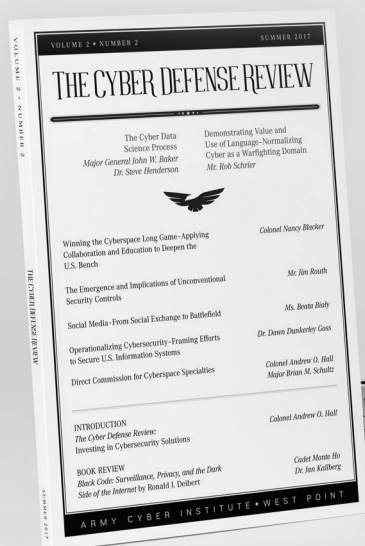 VOLUME 2 • NUMBER 2
SUMMER 2017
THE CYBER DEFENSE REVIEW
The Cyber Data
Science Process
Major General John W. Baker
Dr. Steve Henderson
Demonstrating Value and
Use of Language–Normalizing
Cyber as a Warfighting Domain
Mr. Rob Schrier
Winning the Cyberspace Long Game–Applying
Collaboration and Education to Deepen the
U.S. Bench
Colonel Nancy Blacker
The Emergence and Implications of Unconventional
Security Controls
Mr. Jim Routh
Social Media–From Social Exchange to Battlefield
Ms. Beata Bialy
Operationalizing Cybersecurity–Framing Efforts
to Secure U.S. Information Systems
Dr. Dawn Dunkerley Goss
Direct Commission for Cyberspace Specialties
Colonel Andrew O. Hall
Major Brian M. Schultz
INTRODUCTION
The Cyber Defense Review:
Investing in Cybersecurity Solutions
Colonel Andrew O. Hall
BOOK REVIEW
Black Code: Surveillance, Privacy, and the Dark
Side of the Internet by Ronald J. Deibert
Cadet Monte Ho
Dr. Jan Kallberg
ARMY CYBER INSTITUTE • WEST POINT
VOLUME 2 • NUMBER 2
THE CYBER DEFENSE REVIEW
SUMMER 2017